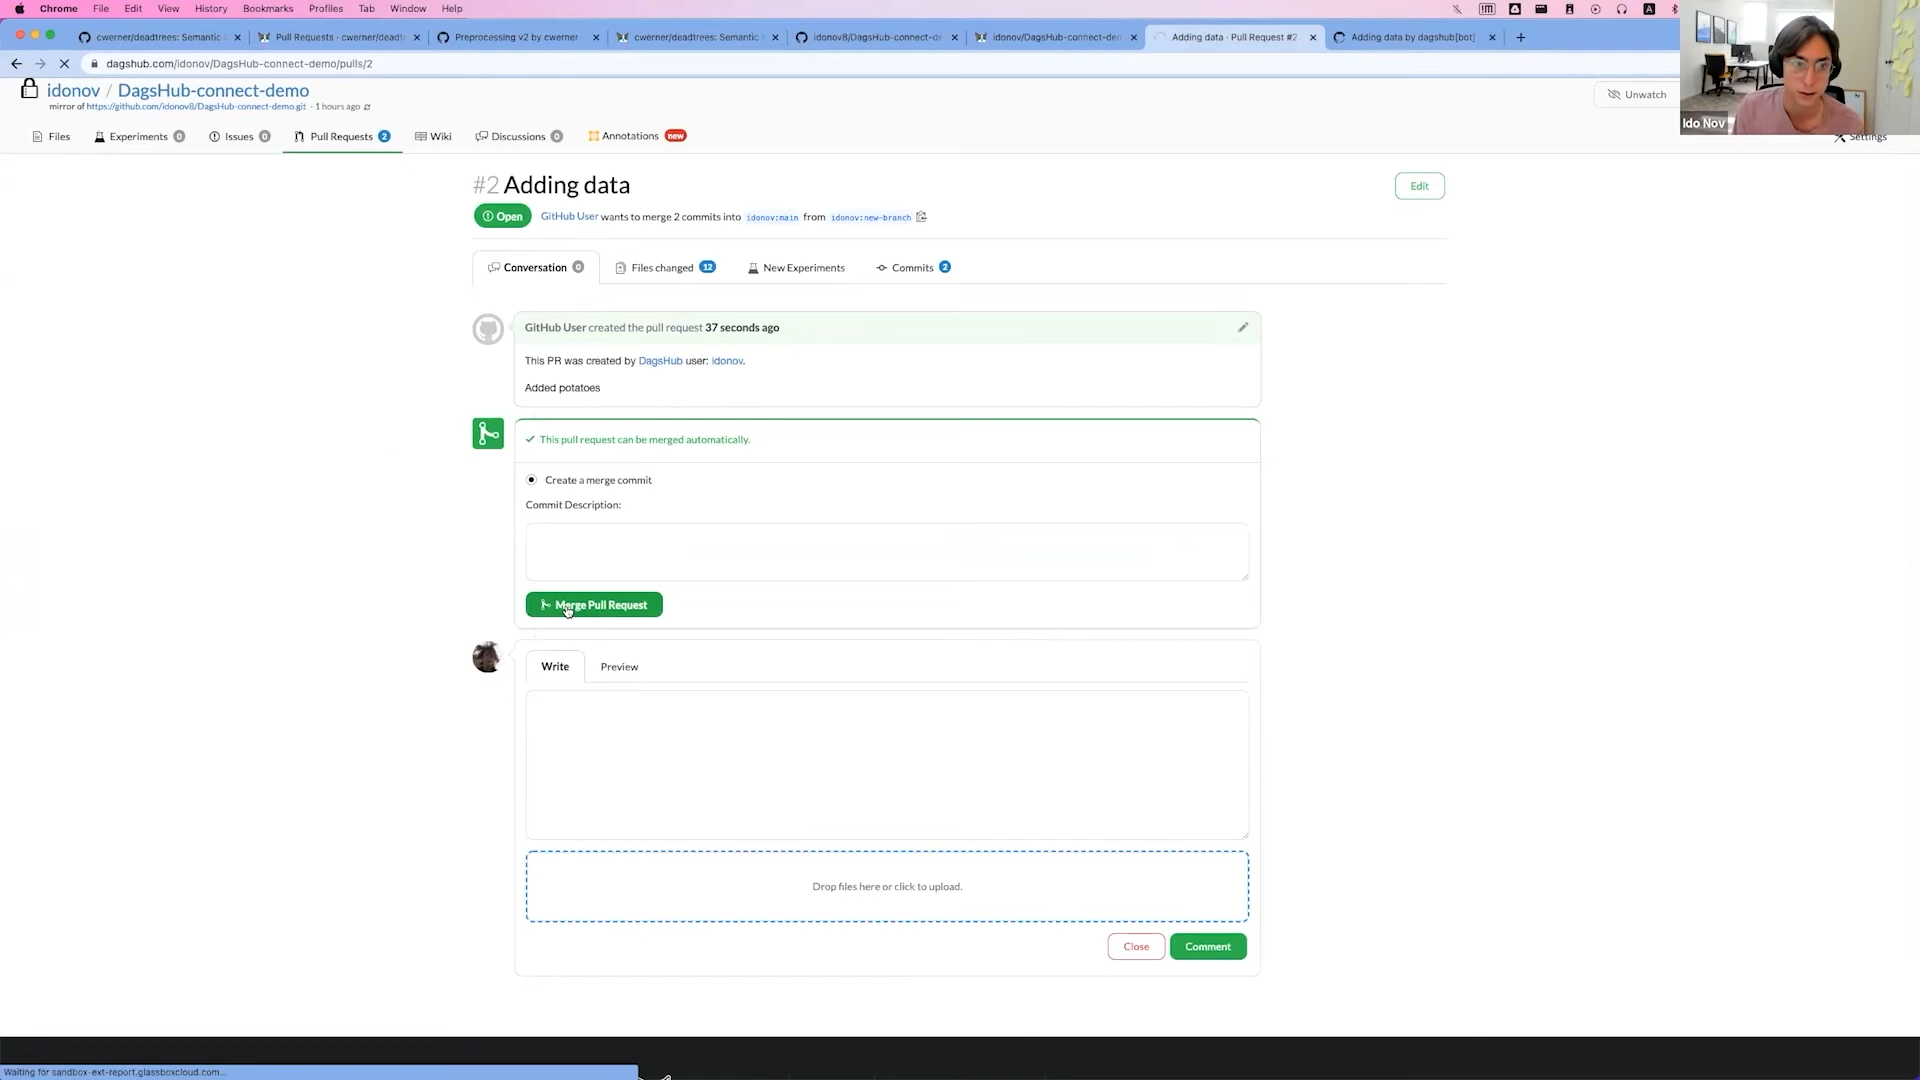 Chrome File Edit View History Bookmarks Profiles Tab Window Help
cwerner/deadtrees: Semantic
Pull Requests · cwerner/deadtr
Preprocessing v2 by cwerner
cwerner/deadtrees: Semantic
idonov8/DagsHub-connect-de
idonov/DagsHub-connect-dem
Adding data · Pull Request #2
Adding data by dagshub[bot]
dagshub.com/idonov/DagsHub-connect-demo/pulls/2
idonov / DagsHub-connect-demo
mirror of https://github.com/idonov8/DagsHub-connect-demo.git - 1 hours ago
Unwatch
Ido Nov
Files Experiments 0 Issues 0 Pull Requests 2 Wiki Discussions 0 Annotations new
Settings
#2 Adding data
Edit
Open GitHub User wants to merge 2 commits into idonov:main from idonov:new-branch
Conversation 0 Files changed 12 New Experiments Commits 2
GitHub User created the pull request 37 seconds ago
This PR was created by DagsHub user: idonov.
Added potatoes
This pull request can be merged automatically.
Create a merge commit
Commit Description:
Merge Pull Request
Write Preview
Drop files here or click to upload.
Close Comment
Waiting for sandbox-ext-report.glassboxcloud.com...